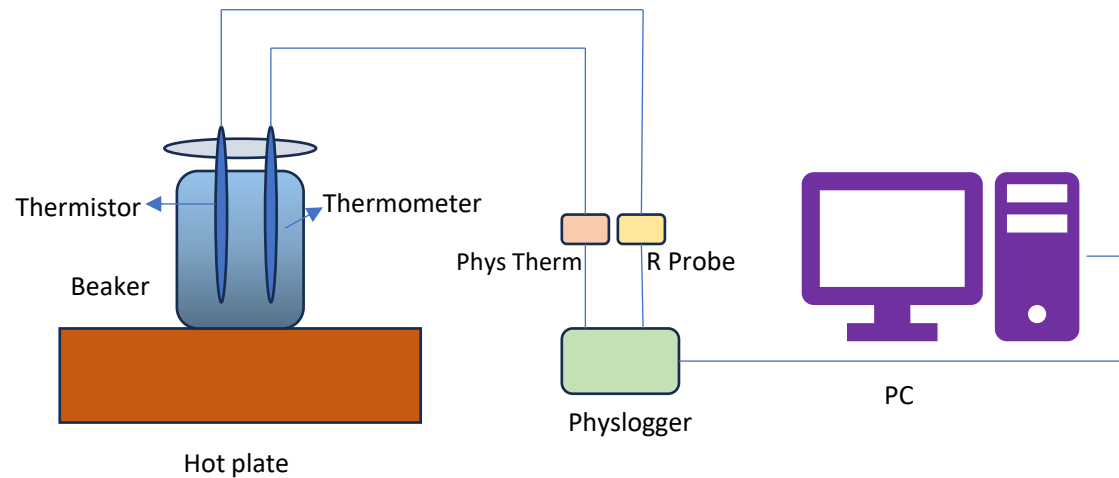 Thermistor
Thermometer
Beaker
Phys Therm
R Probe
Physlogger
PC
Hot plate